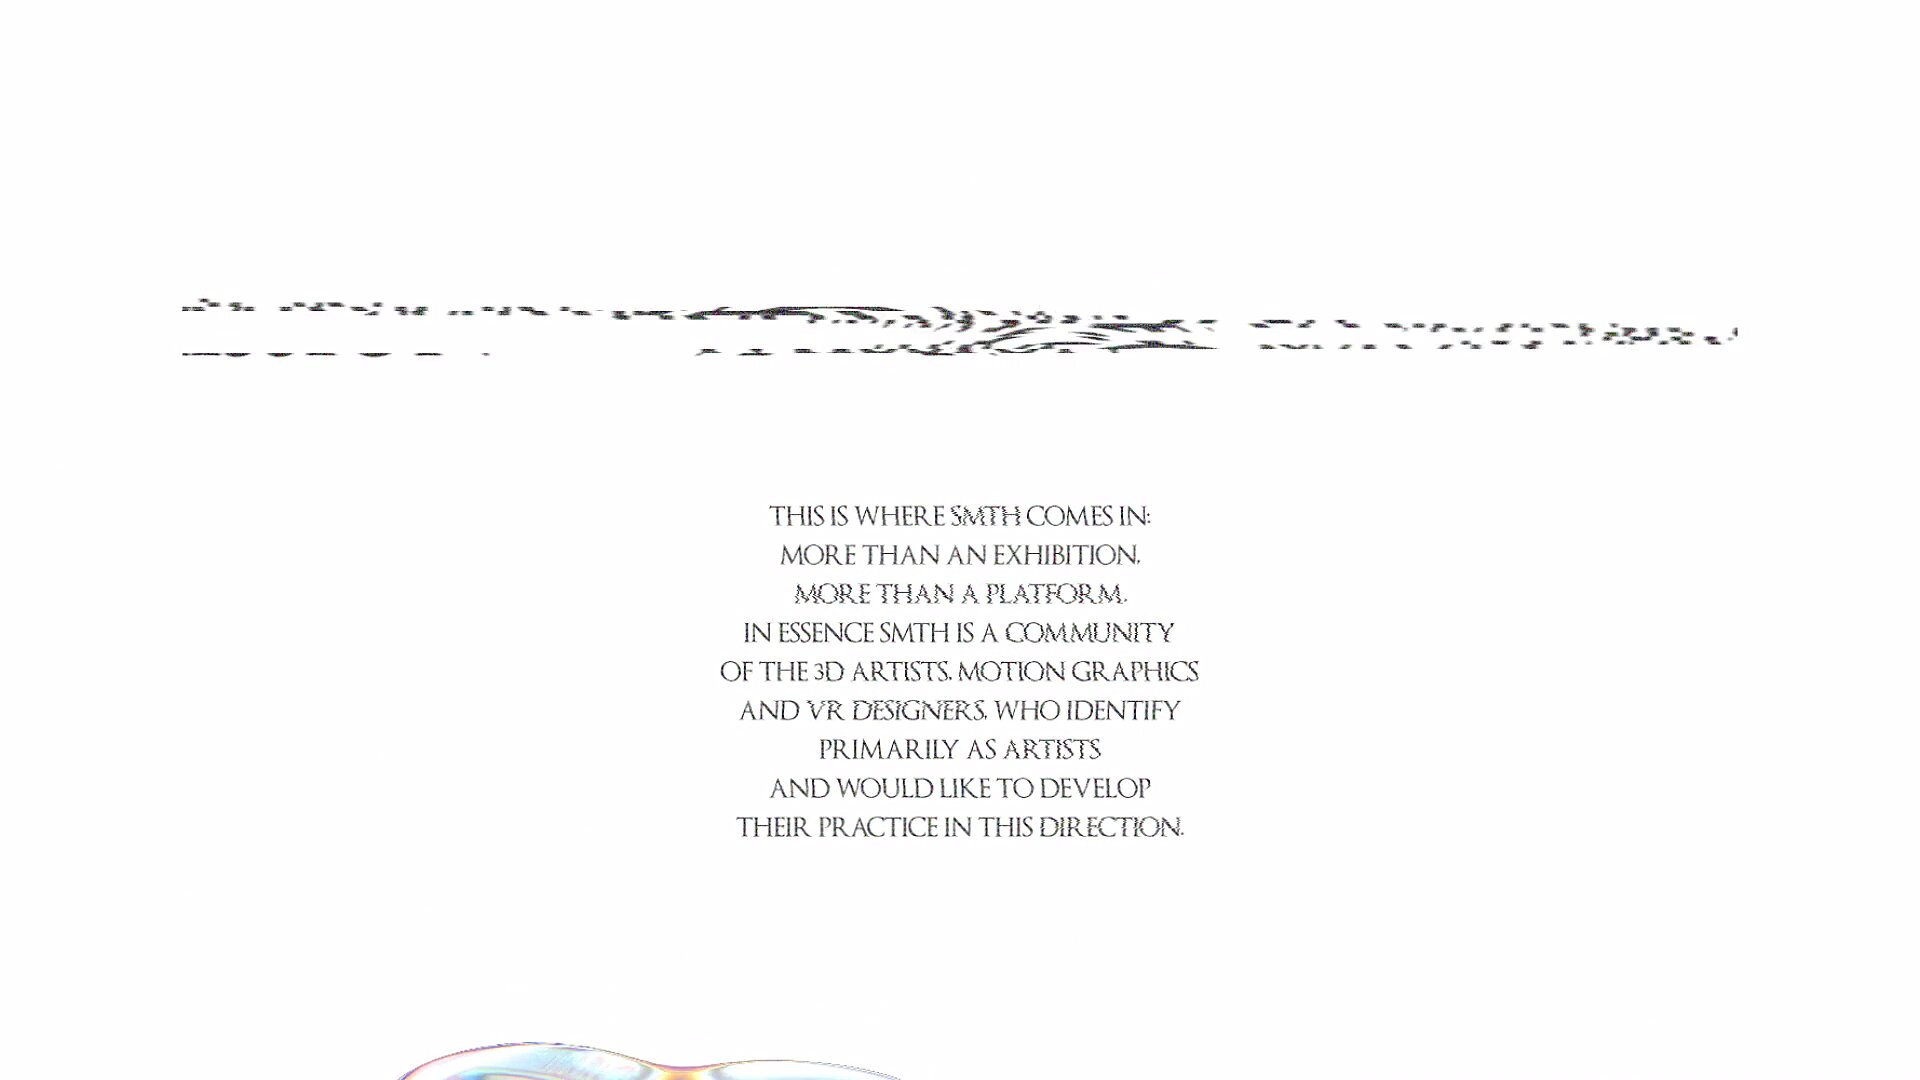 THIS IS WHERE SMTH COMES IN:
MORE THAN AN EXHIBITION,
MORE THAN A PLATFORM.
IN ESSENCE SMTH IS A COMMUNITY
OF THE 3D ARTISTS, MOTION GRAPHICS
AND VR DESIGNERS, WHO IDENTIFY
PRIMARILY AS ARTISTS
AND WOULD LIKE TO DEVELOP
THEIR PRACTICE IN THIS DIRECTION.